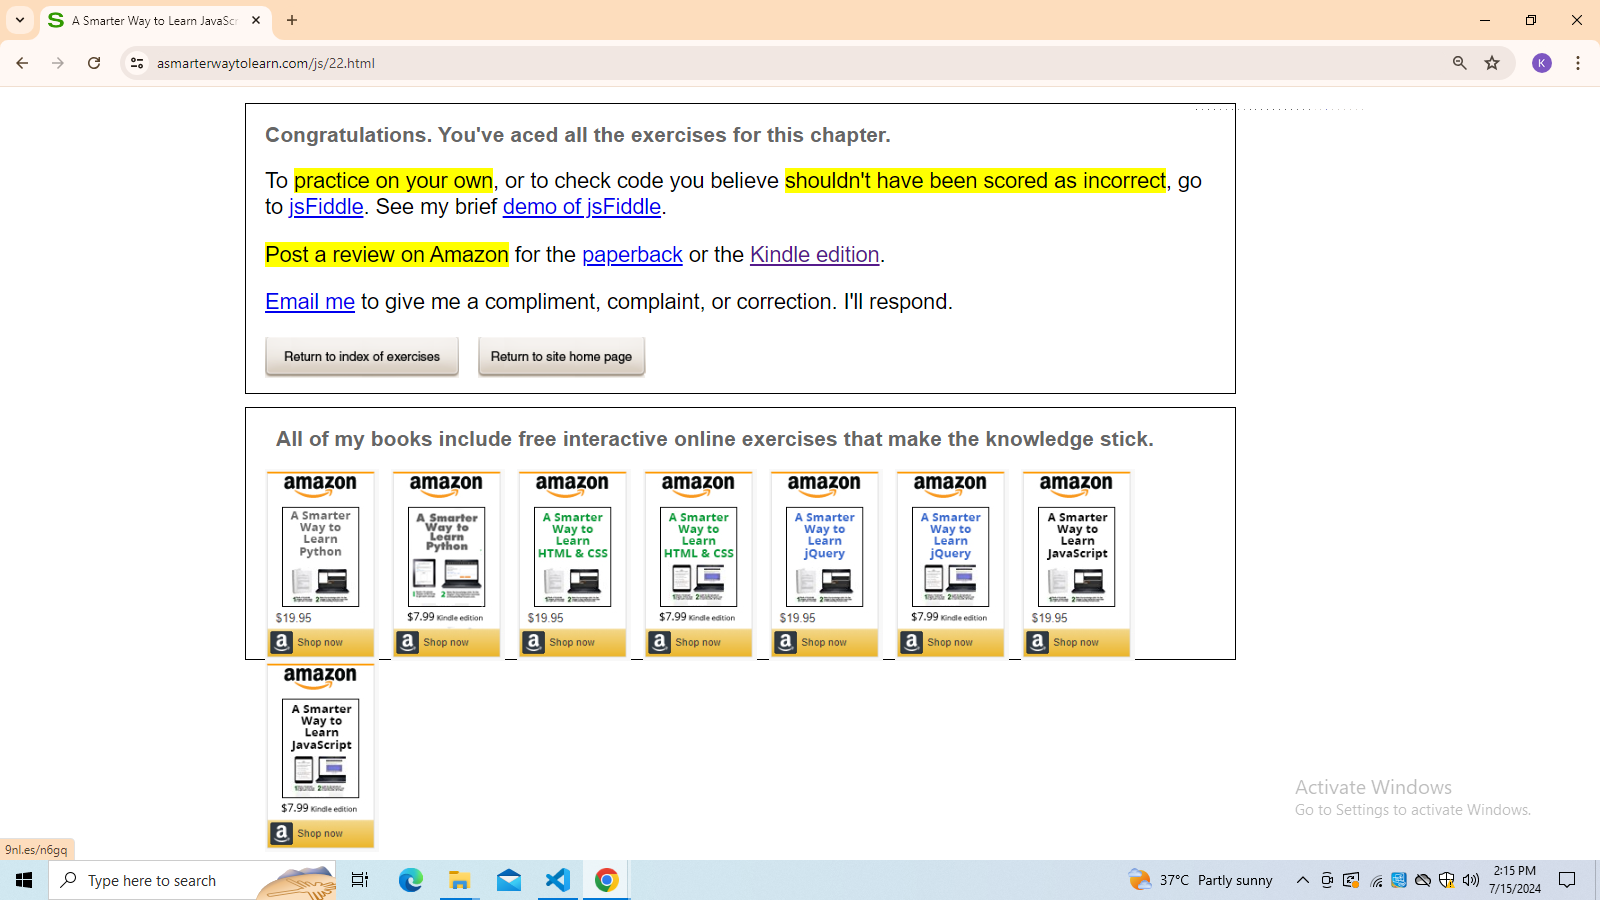 A Smarter Way to Learn JavaSc
asmarterwaytolearn.com/js/22.html
K
Congratulations. You've aced all the exercises for this chapter.
To practice on your own, or to check code you believe shouldn't have been scored as incorrect, go
to jsFiddle. See my brief demo of jsFiddle.
Post a review on Amazon for the paperback or the Kindle edition.
Email me to give me a compliment, complaint, or correction. I'll respond.
Return to index of exercises Return to site home page
All of my books include free interactive online exercises that make the knowledge stick.
amazon amazon amazon amazon amazon amazon amazon
A Smarter Way to Learn Python
A Smarter Way to Learn Python
A Smarter Way to Learn HTML & CSS
A Smarter Way to Learn HTML & CSS
A Smarter Way to Learn jQuery
A Smarter Way to Learn jQuery
A Smarter Way to Learn JavaScript
$19.95 $7.99 Kindle edition $19.95 $7.99 Kindle edition $19.95 $7.99 Kindle edition $19.95
a Shop now a Shop now a Shop now a Shop now a Shop now a Shop now a Shop now
amazon
A Smarter
Way to
Learn
JavaScript
$7.99 Kindle edition
a Shop now
Activate Windows
Go to Settings to activate Windows.
9nl.es/n6gq
Type here to search
37°C Partly sunny
2:15 PM
7/15/2024